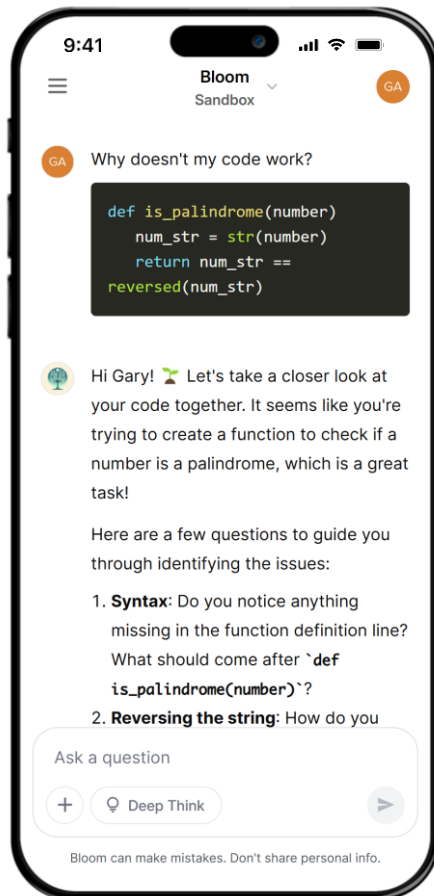 9:41
Bloom
Sandbox
GA
GA
Why doesn't my code work?
def is_palindrome(number)
num_str = str(number)
return num_str ==
reversed(num_str)
Hi Gary! 🌱 Let's take a closer look at
your code together. It seems like you're
trying to create a function to check if a
number is a palindrome, which is a great
task!
Here are a few questions to guide you
through identifying the issues:
1. Syntax: Do you notice anything
missing in the function definition line?
What should come after `def
is_palindrome(number)`?
2. Reversing the string: How do you
Ask a question
Deep Think
Bloom can make mistakes. Don't share personal info.